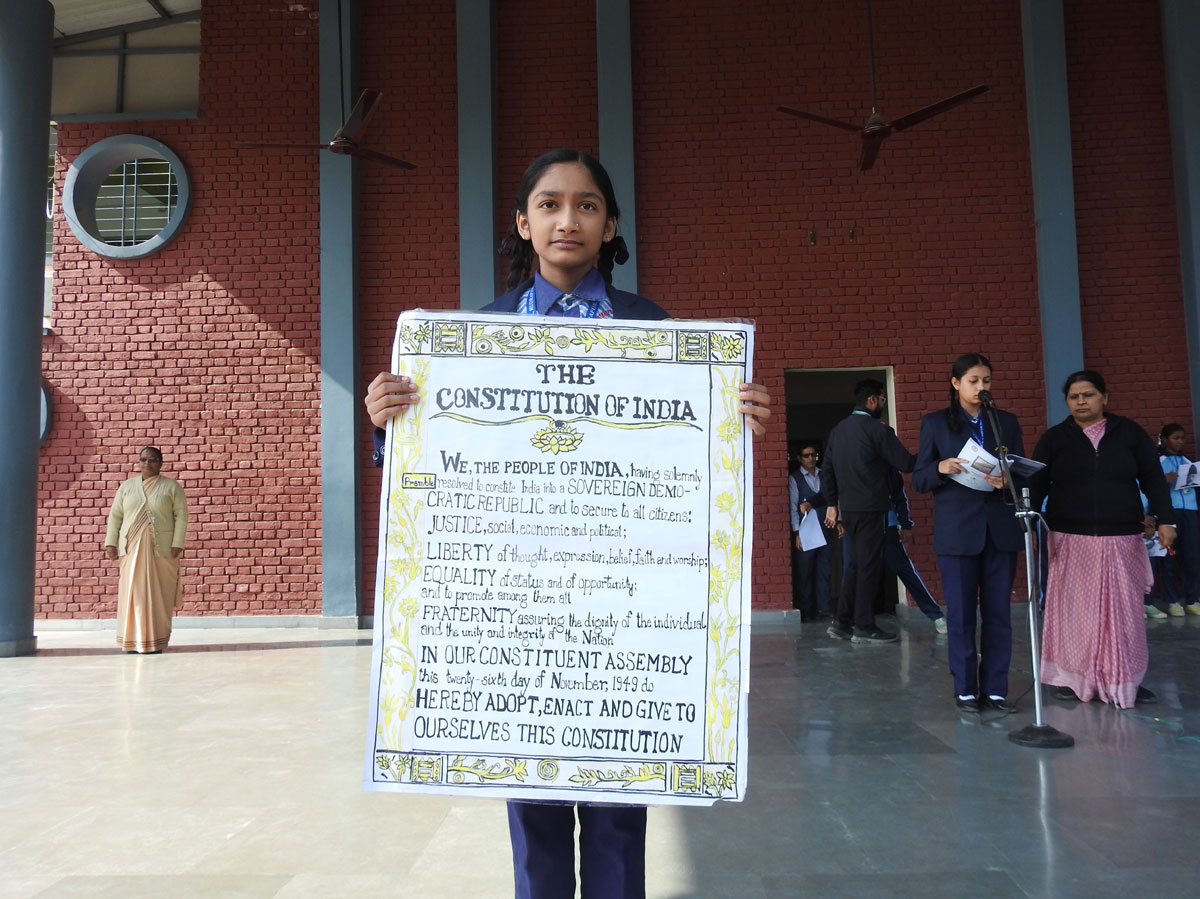 THE
CONSTITUTION OF INDIA
WE, THE PEOPLE OF INDIA, having solemnly
Preamble
resolved to constitute India into a SOVEREIGN DEMO-
CRATIC REPUBLIC and to secure to all citizens:
JUSTICE, social, economic and political;
LIBERTY of thought, expression, belief, faith and worship;
EQUALITY of status and of opportunity;
and to promote among them all
FRATERNITY assuring the dignity of the individual
and the unity and integrity of the Nation
IN OUR CONSTITUENT ASSEMBLY
this twenty-sixth day of November, 1949 do
HEREBY ADOPT, ENACT AND GIVE TO
OURSELVES THIS CONSTITUTION